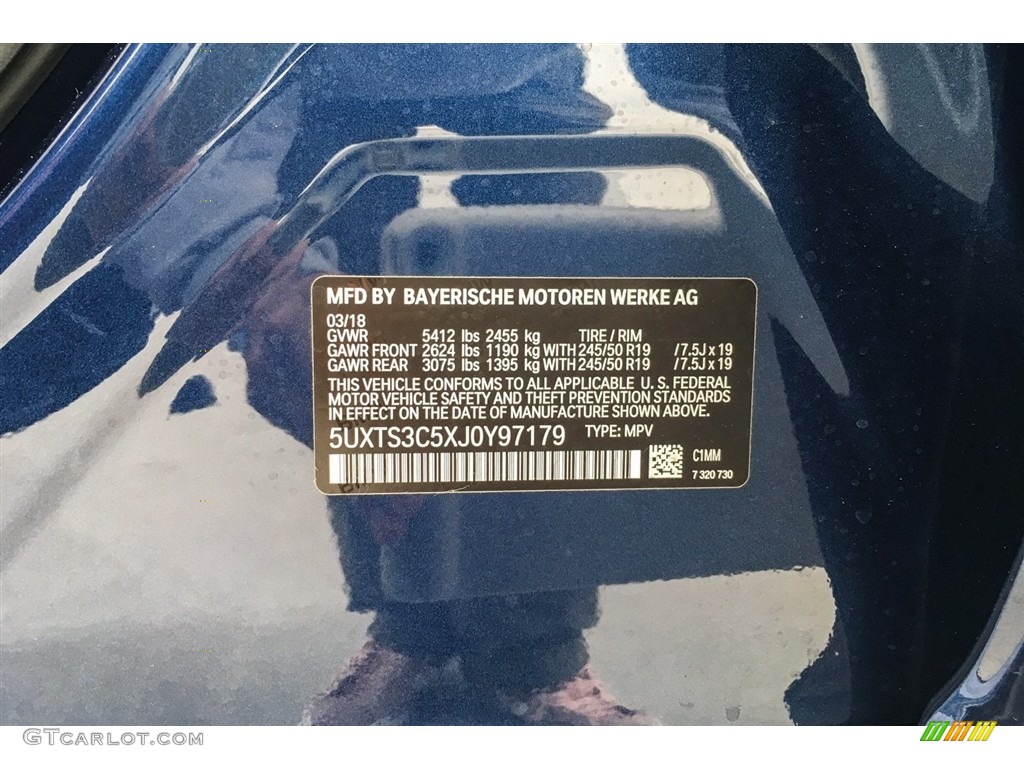 MFD BY BAYERISCHE MOTOREN WERKE AG
03/18
GVWR 5412 lbs 2455 kg TIRE / RIM
GAWR FRONT 2624 lbs 1190 kg WITH 245/50 R19 / 7.5J x 19
GAWR REAR 3075 lbs 1395 kg WITH 245/50 R19 / 7.5J x 19
THIS VEHICLE CONFORMS TO ALL APPLICABLE U. S. FEDERAL
MOTOR VEHICLE SAFETY AND THEFT PREVENTION STANDARDS
IN EFFECT ON THE DATE OF MANUFACTURE SHOWN ABOVE.
5UXTS3C5XJ0Y97179 TYPE: MPV
C1MM
7 320 730
GTCarlot.com